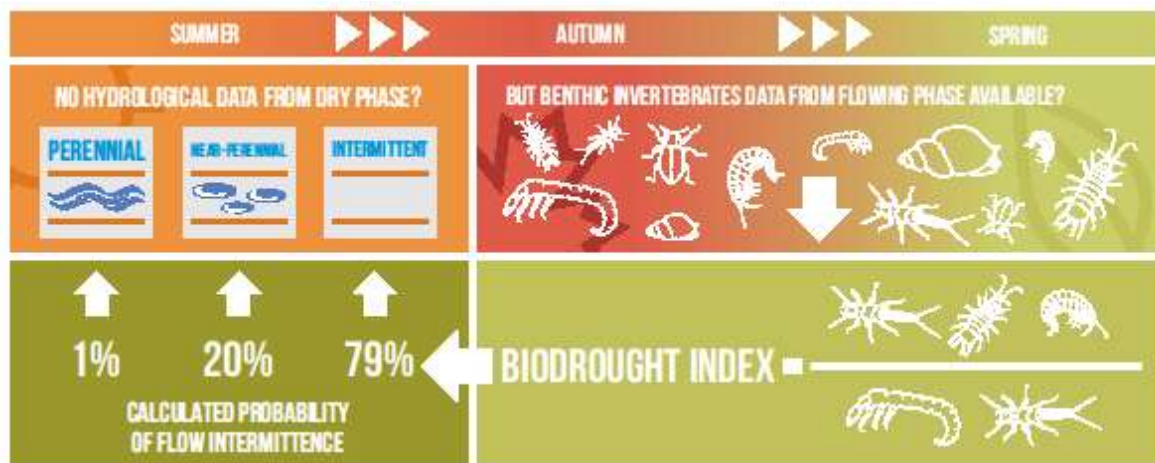 SUMMER
AUTUMN
SPRING
NO HYDROLOGICAL DATA FROM DRY PHASE?
PERENNIAL
NEAR-PERENNIAL
INTERMITTENT
BUT BENTHIC INVERTEBRATES DATA FROM FLOWING PHASE AVAILABLE?
1%
20%
79%
CALCULATED PROBABILITY
OF FLOW INTERMITTENCE
BIODROUGHT INDEX